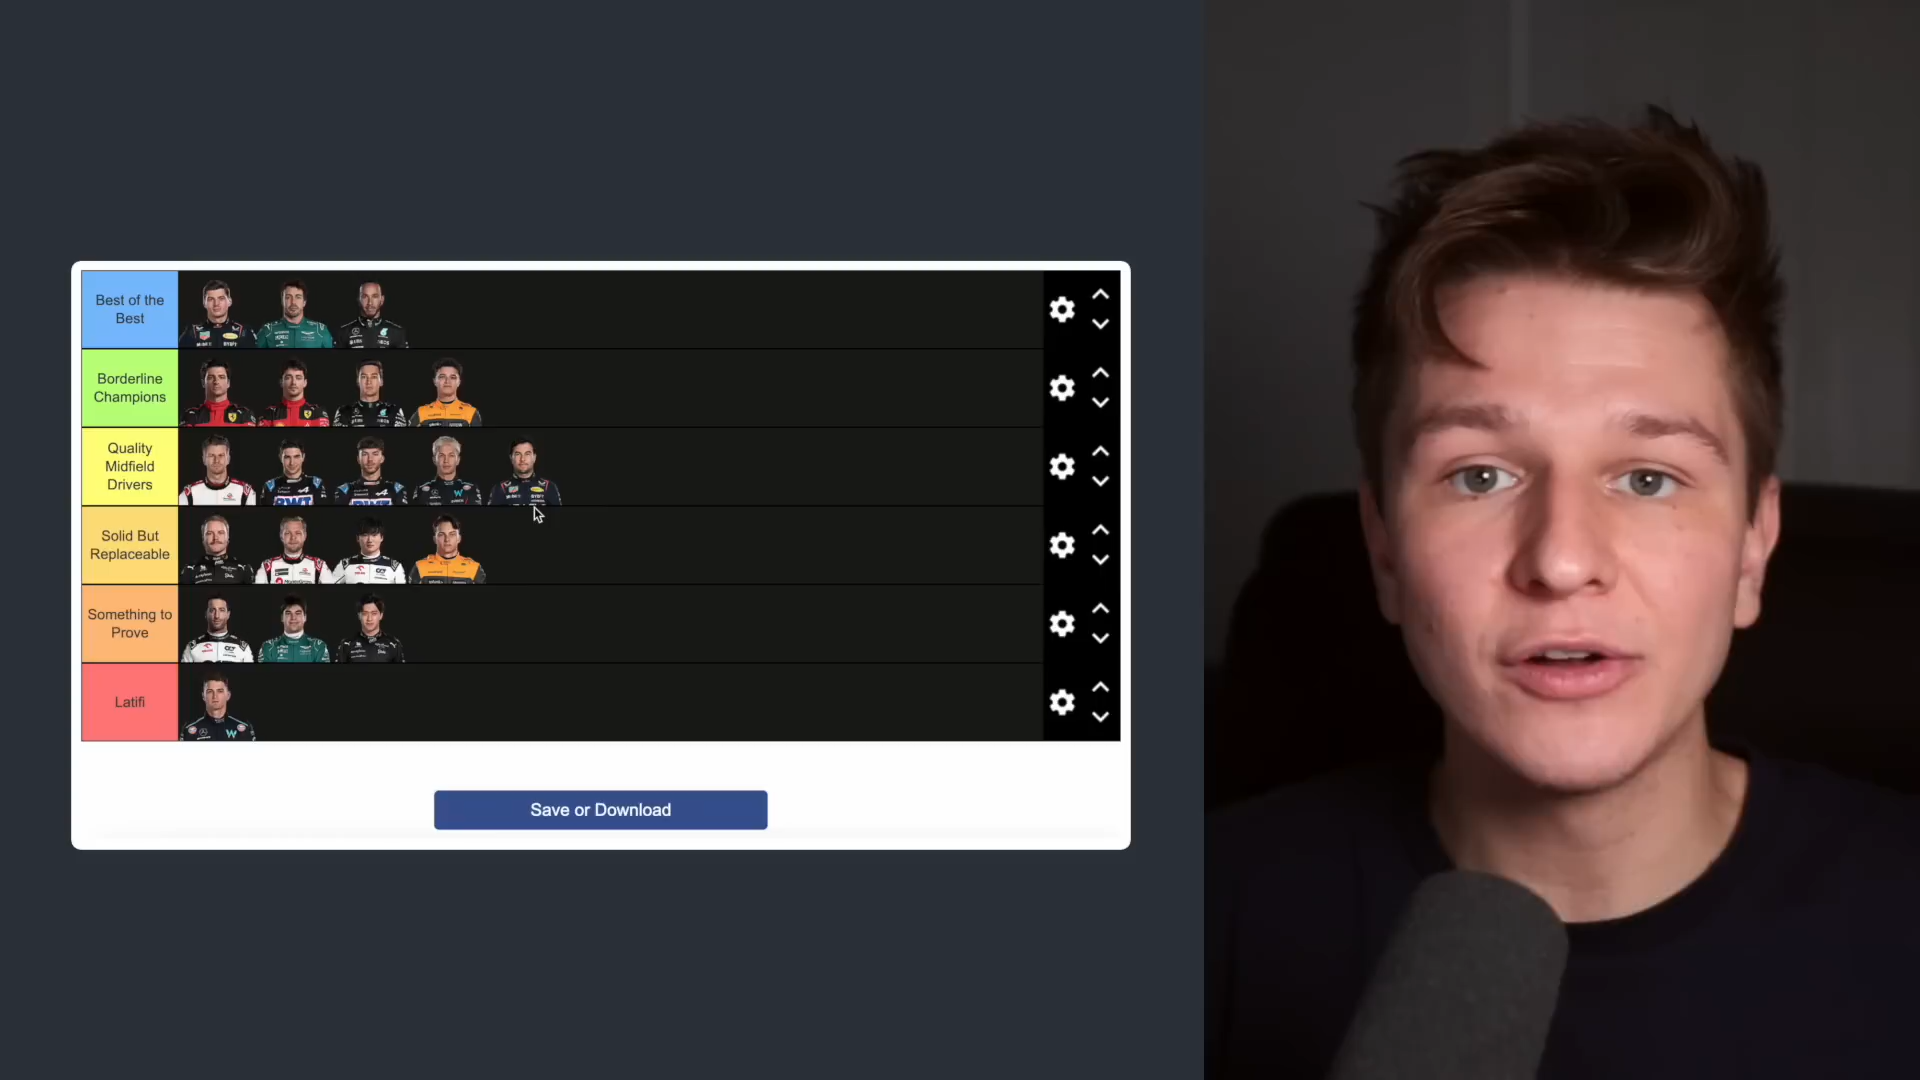 Best of the
Best
Borderline
Champions
Quality
Midfield
Drivers
Solid But
Replaceable
Something to
Prove
Latifi
Save or Download